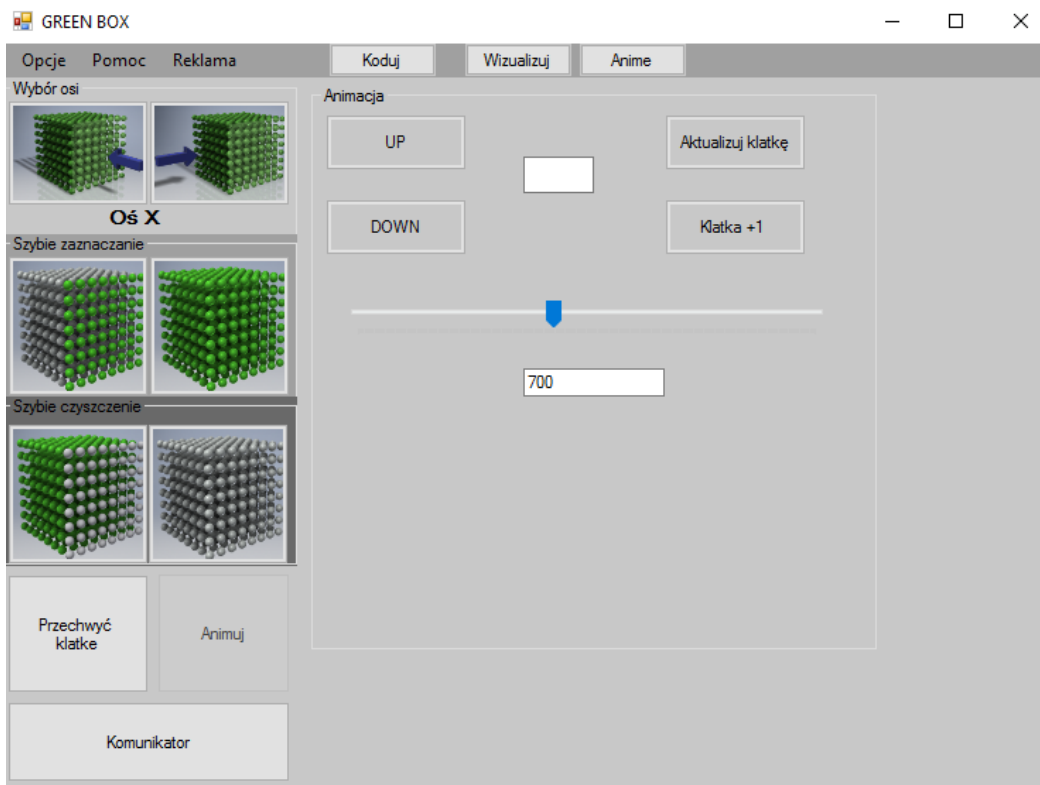 GREEN BOX
Opcje Pomoc Reklama Koduj Wizualizuj Anime
Wybór osi
Oś X
Szybie zaznaczanie
Szybie czyszczenie
Przechwyć
klatke
Animuj
Komunikator
Animacja
UP
Aktualizuj klatkę
DOWN
Klatka +1
700